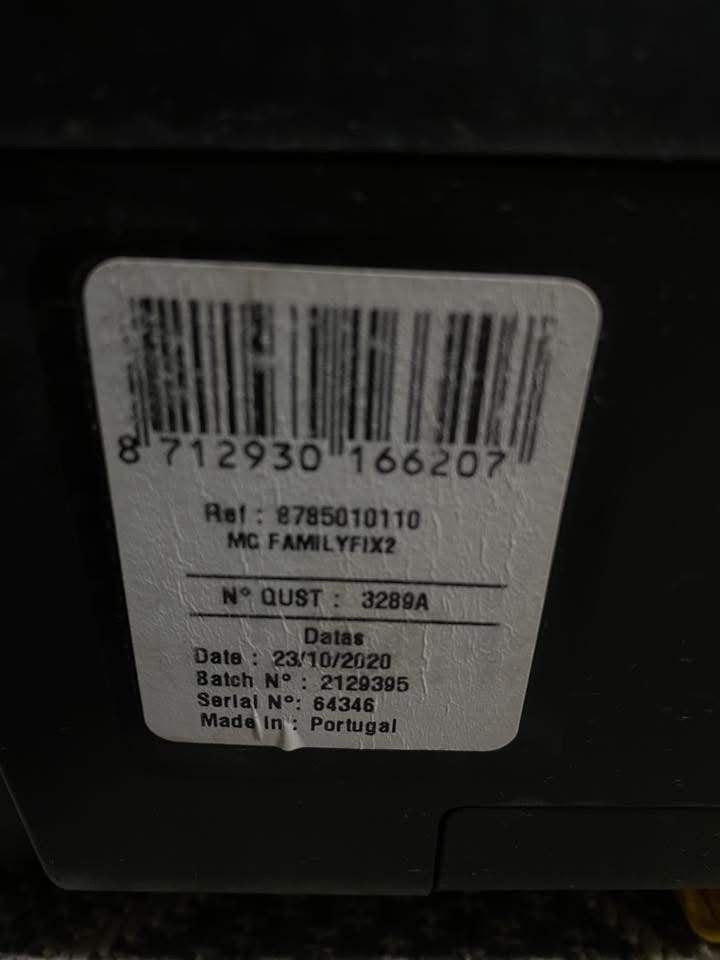 8 712930 166207
Ref : 8785010110
MC FAMILYFIX2
N° QUST : 3289A
Datas
Date : 23/10/2020
Batch N° : 2129395
Serial N°: 64346
Made In : Portugal